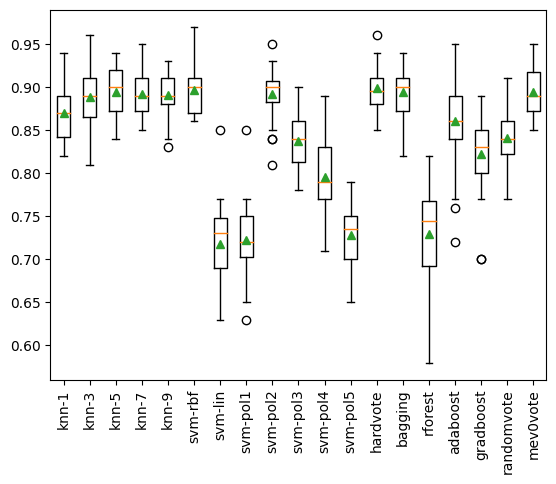 0.95
0.90
0.85
0.80
0.75
0.70
0.65
0.60
knn-1
knn-3
knn-5
knn-7
knn-9
svm-rbf
svm-lin
svm-pol1
svm-pol2
svm-pol3
svm-pol4
svm-pol5
hardvote
bagging
rforest
adaboost
gradboost
randomvote
mev0vote